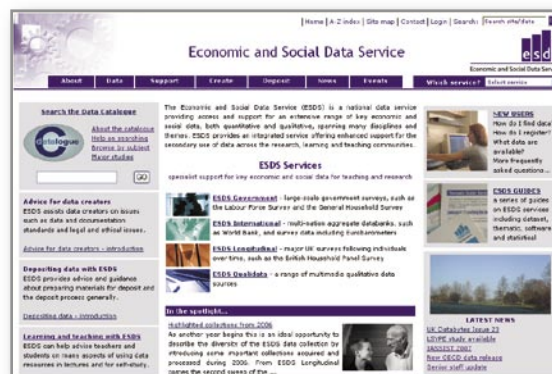 Home | A-Z index | Site map | Contact | Login | Search: Search site/data
Economic and Social Data Service
esd
Economic and Social Data Serv
About
Data
Support
Create
Deposit
News
Events
Which service?
Select service
Search the Data Catalogue
catalogue
About the catalogue
Help on searching
Browse by subject
Major studies
GO
Advice for data creators
ESDS assists data creators on issues
such as data and documentation
standards and legal and ethical issues.
Advice for data creators - introduction
Depositing data with ESDS
ESDS provides advice and guidance
about preparing materials for deposit and
the deposit process generally.
Depositing data - introduction
Learning and teaching with ESDS
ESDS can help advise teachers and
students on many aspects of using data
resources in lectures and for self-study.
The Economic and Social Data Service (ESDS) is a national data service
providing access and support for an extensive range of key economic and
social data, both quantitative and qualitative, spanning many disciplines and
themes. ESDS provides an integrated service offering enhanced support for the
secondary use of data across the research, learning and teaching communities.
ESDS Services
specialist support for key economic and social data for teaching and research
ESDS Government - large-scale government surveys, such as
the Labour Force Survey and the General Household Survey
ESDS International - multi-nation aggregate databanks, such
as World Bank, and survey data including Eurobarometers
ESDS Longitudinal - major UK surveys following individuals
over time, such as the British Household Panel Survey
ESDS Qualidata - a range of multimedia qualitative data
sources
In the spotlight...
Highlighted collections from 2006
As another year begins this is an ideal opportunity to
describe the diversity of the ESDS data collection by
introducing some important collections acquired and
processed during 2006. From ESDS Longitudinal
comes the second sweep of the
NEW USERS
How do I find data?
How do I register?
What data are
available?
More frequently
asked questions...
ESDS GUIDES
a series of guides
on ESDS services
including dataset,
thematic, software
and statistical
LATEST NEWS
UK Databytes Issue 23
LSYPE study available
IASSIST 2007
New OECD data release
Senior staff update